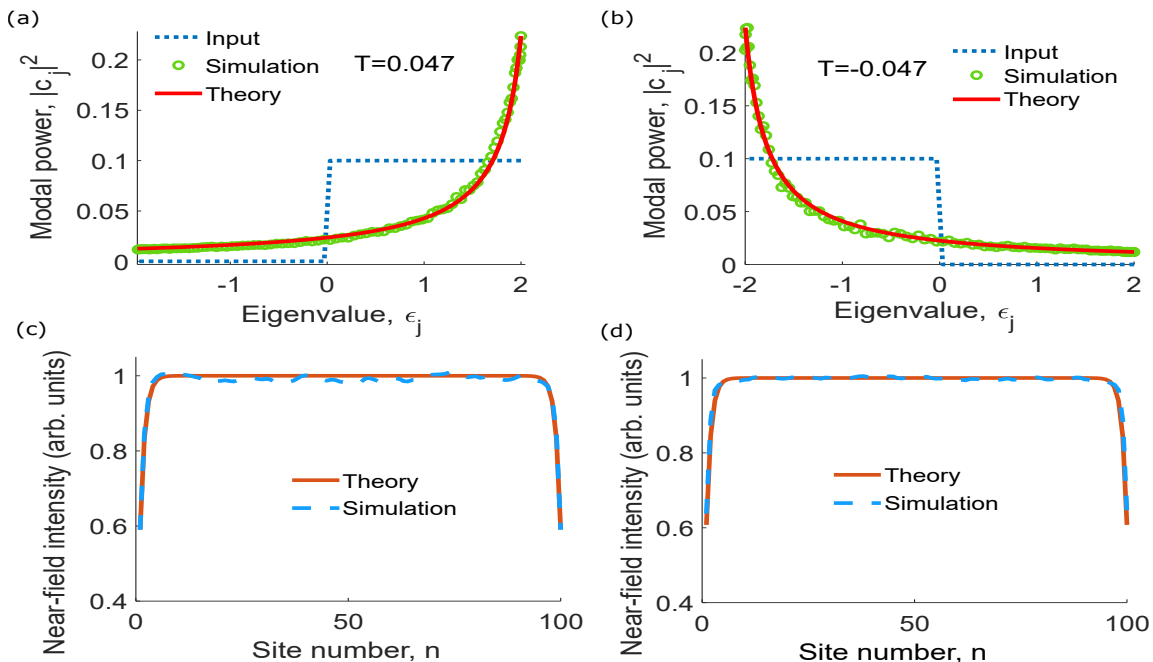 (a)
Modal power, |c_j|^2
0.2
0.15
0.1
0.05
0
Input
Simulation
Theory
T=0.047
-1
0
1
2
Eigenvalue, ϵ_j
(b)
Modal power, |c_j|^2
0.2
0.15
0.1
0.05
0
T=-0.047
Input
Simulation
Theory
-2
-1
0
1
2
Eigenvalue, ϵ_j
(c)
Near-field intensity (arb. units)
1
0.8
0.6
0.4
Theory
Simulation
0
50
100
Site number, n
(d)
Near-field intensity (arb. units)
1
0.8
0.6
0.4
Theory
Simulation
0
50
100
Site number, n